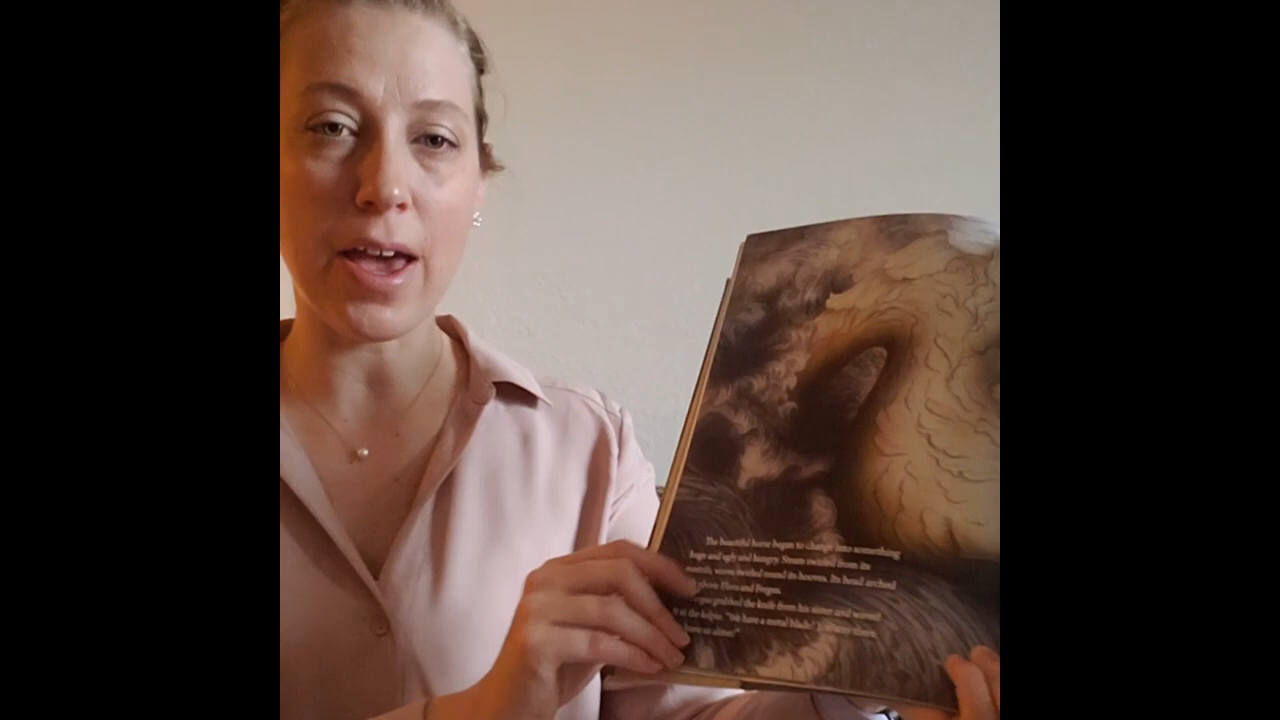 The beautiful horse began to change into something
huge and ugly and hungry. Steam swirled from its
nostrils, waves swirled round its hooves. Its head arched
above Flora and
grabbed the knife from his sister and waved
it at the kelpie. "We have a metal blade."